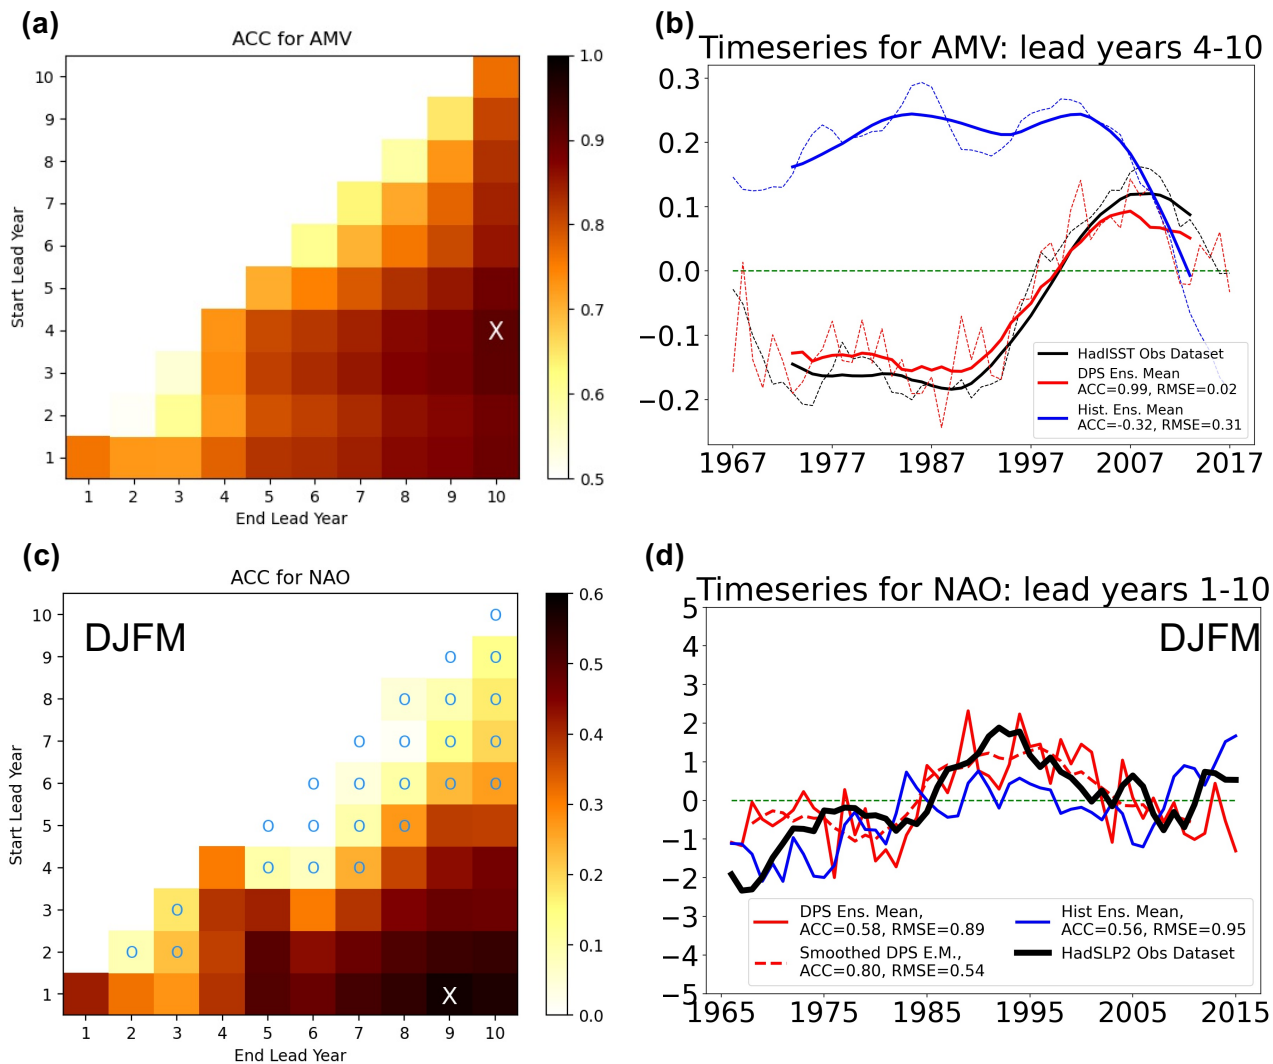 (a)
ACC for AMV
10
9
8
7
6
5
4
3
2
1
Start Lead Year
X
1 2 3 4 5 6 7 8 9 10
End Lead Year
1.0
0.9
0.8
0.7
0.6
0.5
(b)
Timeseries for AMV: lead years 4-10
0.3
0.2
0.1
0.0
−0.1
−0.2
HadISST Obs Dataset
DPS Ens. Mean
ACC=0.99, RMSE=0.02
Hist. Ens. Mean
ACC=-0.32, RMSE=0.31
1967 1977 1987 1997 2007 2017
(c)
ACC for NAO
DJFM
10
9
8
7
6
5
4
3
2
1
Start Lead Year
O
O O
O O O
O O O O
O O O O O
O O O O
O O O
O
O O
X
1 2 3 4 5 6 7 8 9 10
End Lead Year
0.6
0.5
0.4
0.3
0.2
0.1
0.0
(d)
Timeseries for NAO: lead years 1-10
DJFM
5
4
3
2
1
0
−1
−2
−3
−4
−5
DPS Ens. Mean,
ACC=0.58, RMSE=0.89
Smoothed DPS E.M.,
ACC=0.80, RMSE=0.54
Hist Ens. Mean,
ACC=0.56, RMSE=0.95
HadSLP2 Obs Dataset
1965 1975 1985 1995 2005 2015